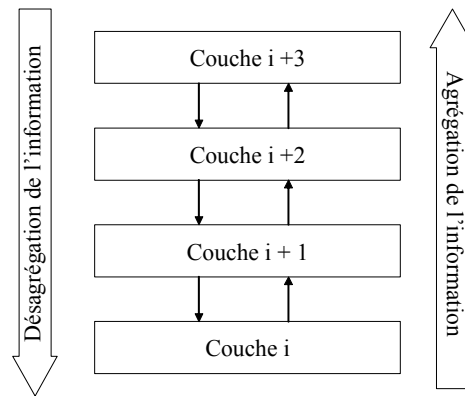 Désagrégation de l’information
Couche i +3
Couche i +2
Couche i + 1
Couche i
Agrégation de l’information